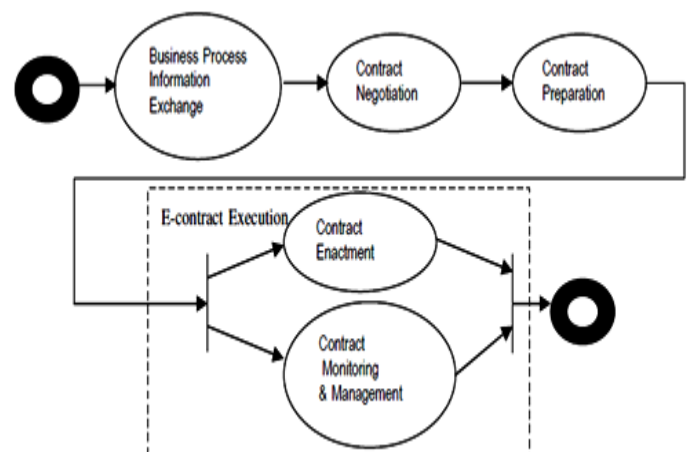 Business Process
Information
Exchange
Contract
Negotiation
Contract
Preparation
E-contract Execution
Contract
Enactment
Contract
Monitoring
& Management